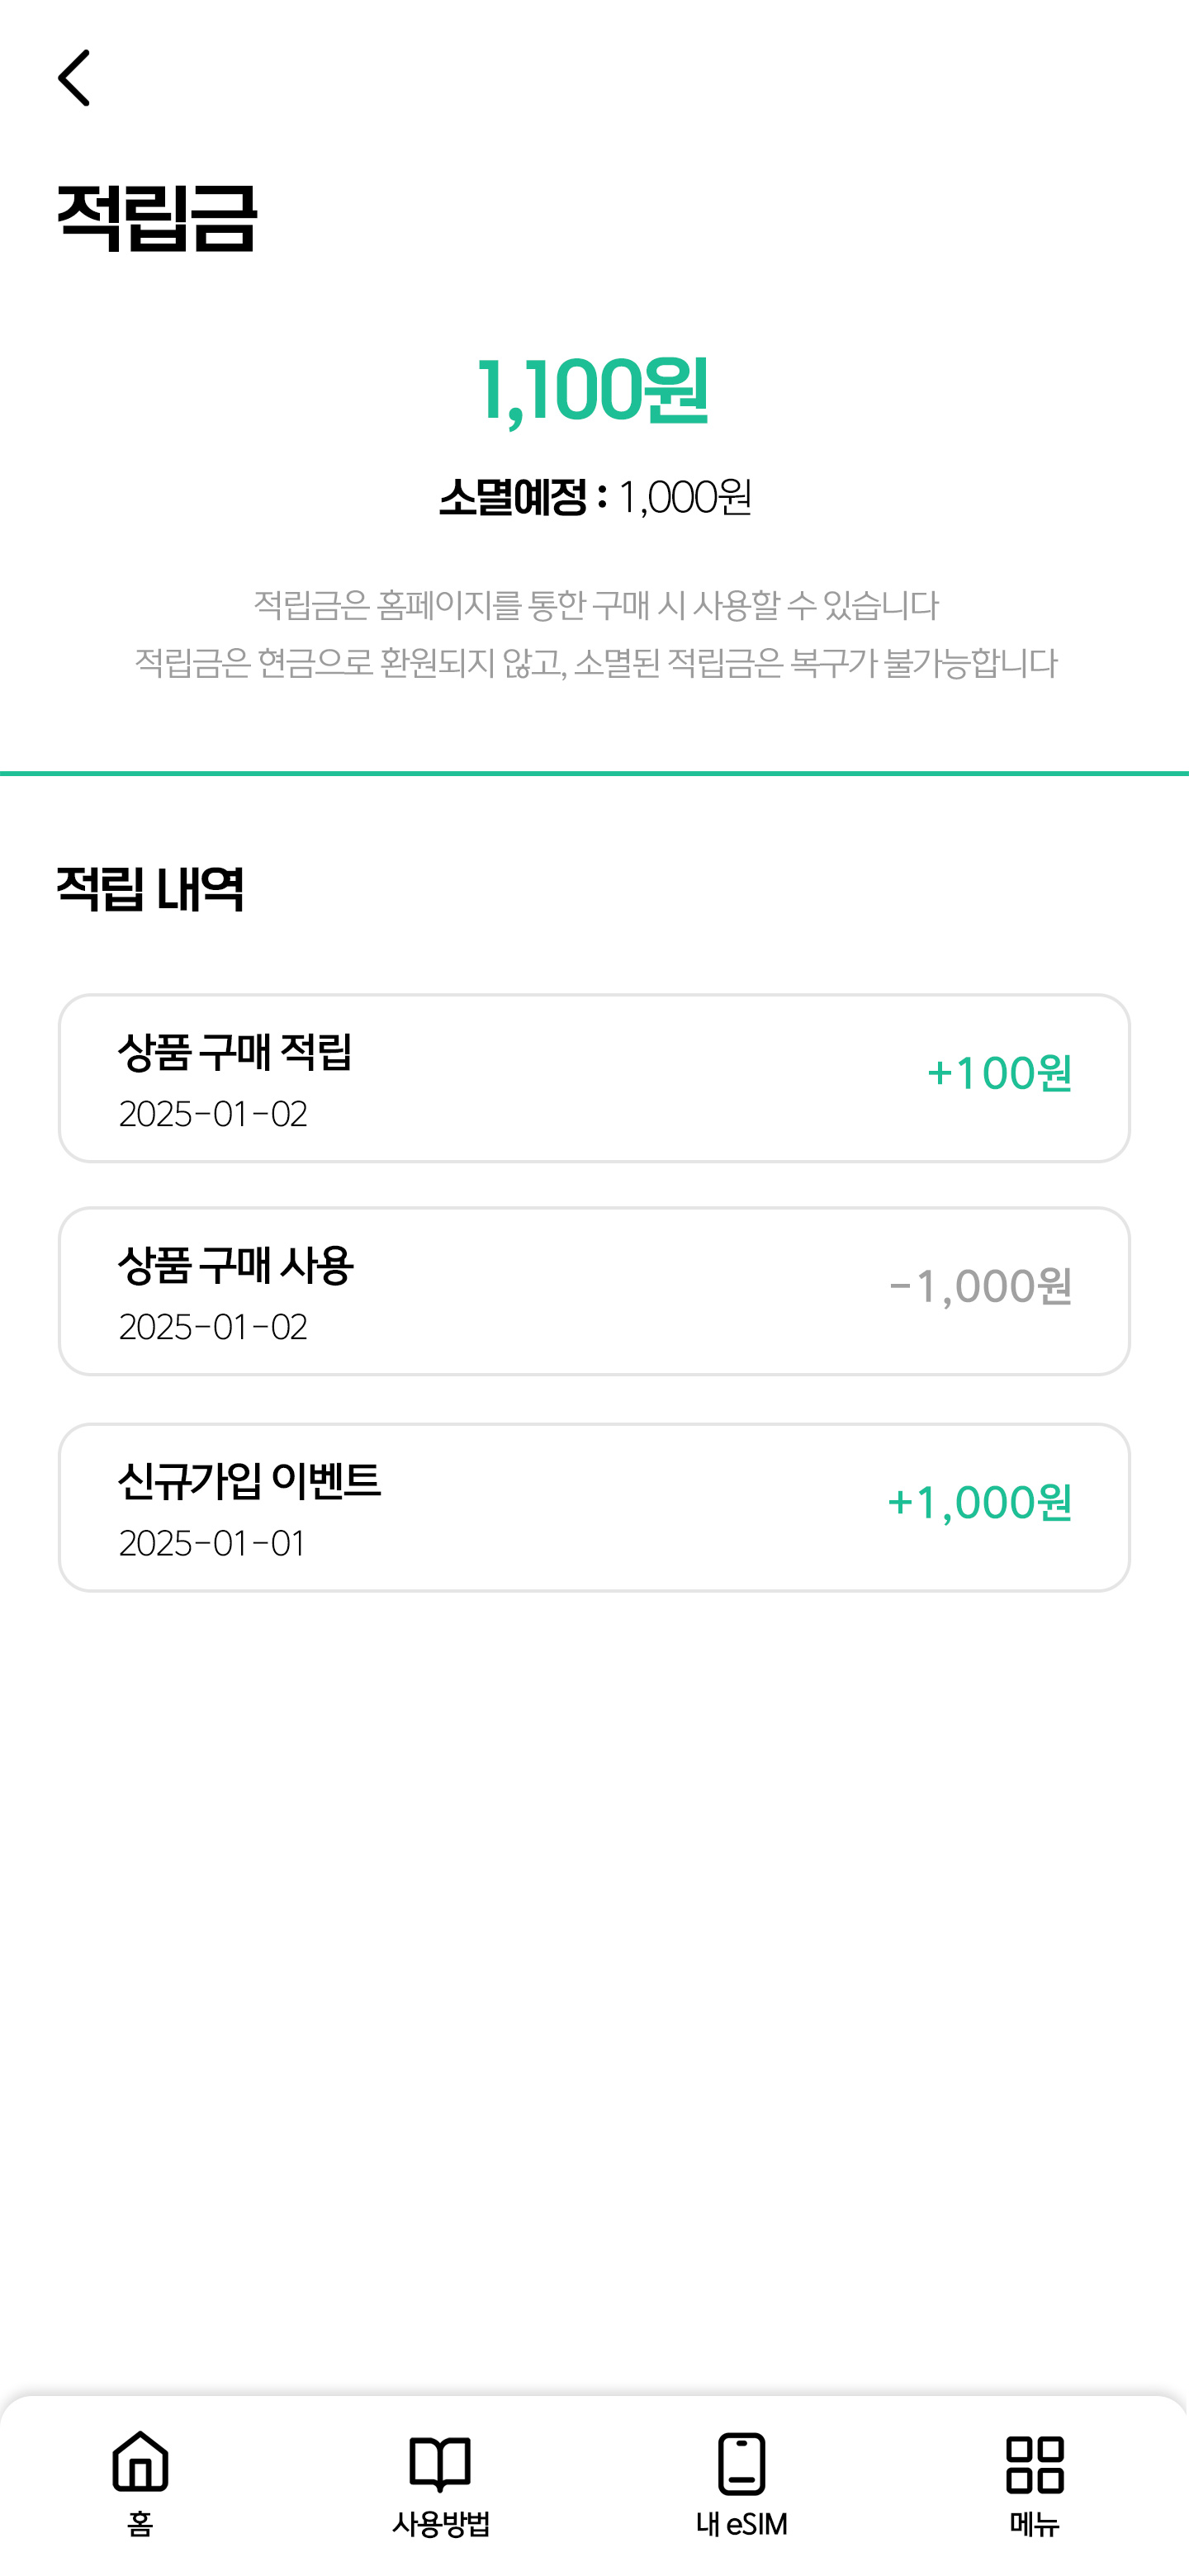 적립금
1,100원
소멸예정 : 1,000원
적립금은 홈페이지를 통한 구매 시 사용할 수 있습니다
적립금은 현금으로 환원되지 않고, 소멸된 적립금은 복구가 불가능합니다
적립 내역
상품 구매 적립
2025-01-02
+100원
상품 구매 사용
2025-01-02
-1,000원
신규가입 이벤트
2025-01-01
+1,000원
홈
사용방법
내 eSIM
메뉴